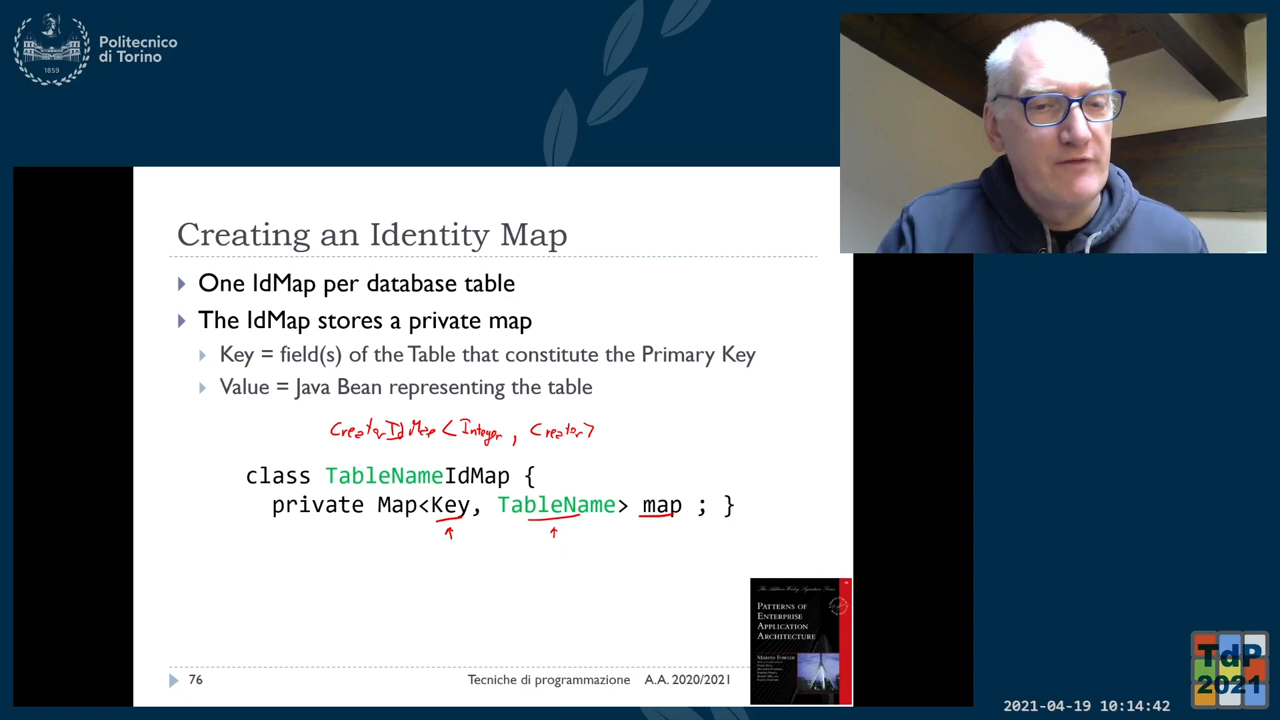 Politecnico
di Torino
1859
Creating an Identity Map
One IdMap per database table
The IdMap stores a private map
Key = field(s) of the Table that constitute the Primary Key
Value = Java Bean representing the table
CreatorIdMap <Integer, Creator>
class TableNameIdMap {
private Map<Key, TableName> map ; }
PATTERNS OF
ENTERPRISE
APPLICATION
ARCHITECTURE
MARTIN FOWLER
76
Tecniche di programmazione A.A. 2020/2021
TdP
2021
2021-04-19 10:14:42